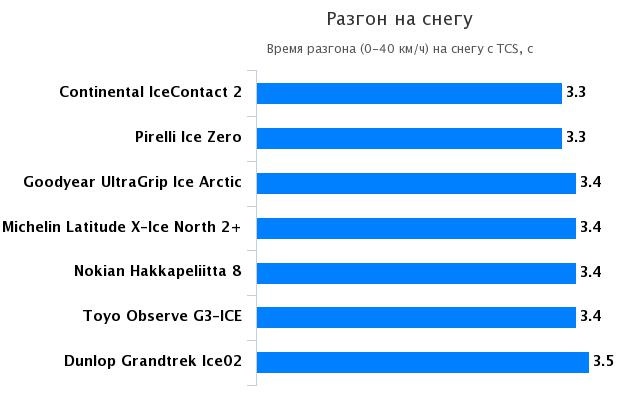 Разгон на снегу
Время разгона (0-40 км/ч) на снегу с TCS, с
Continental IceContact 2 3.3
Pirelli Ice Zero 3.3
Goodyear UltraGrip Ice Arctic 3.4
Michelin Latitude X-Ice North 2+ 3.4
Nokian Hakkapeliitta 8 3.4
Toyo Observe G3-ICE 3.4
Dunlop Grandtrek Ice02 3.5